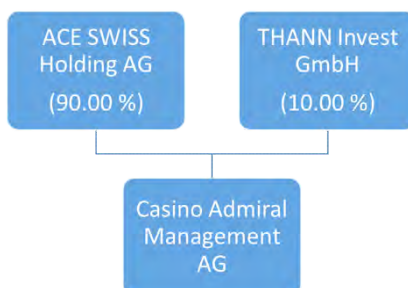 ACE SWISS
Holding AG
(90.00 %)
THANN Invest
GmbH
(10.00 %)
Casino Admiral
Management
AG